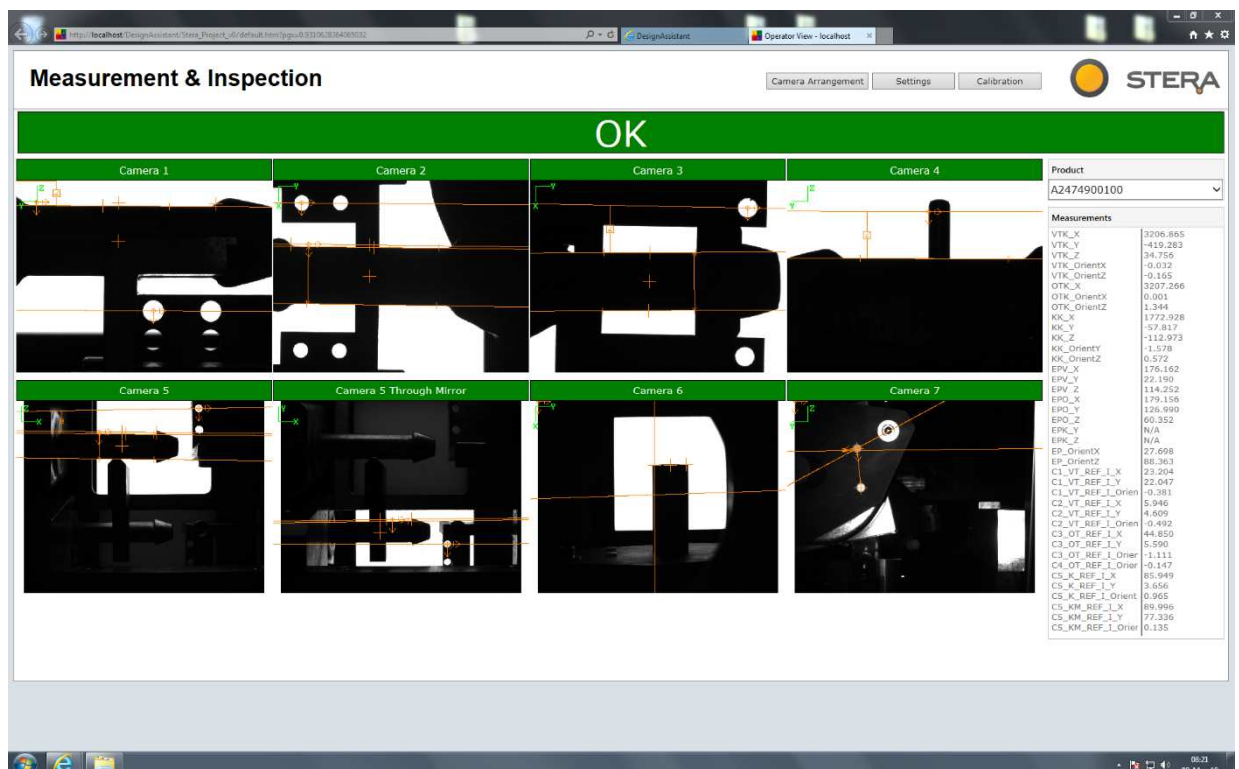 http://localhost/DesignAssistant/Stera_Project_v0/default.htm?pgx=0.9310628364065032
DesignAssistant
Operator View - localhost
Measurement & Inspection
Camera Arrangement
Settings
Calibration
STERA
OK
Camera 1
Camera 2
Camera 3
Camera 4
Camera 5
Camera 5 Through Mirror
Camera 6
Camera 7
Product
A2474900100
Measurements
VTK_X 3206.865
VTK_Y -419.283
VTK_Z 34.756
VTK_OrientX -0.032
VTK_OrientZ -0.165
OTK_X 3207.266
OTK_OrientX 0.001
OTK_OrientZ 1.344
KK_X 1772.928
KK_Y -57.817
KK_Z -112.973
KK_OrientY -1.578
KK_OrientZ 0.572
EPV_X 176.162
EPV_Y 22.190
EPV_Z 114.252
EPO_X 179.156
EPO_Y 126.990
EPO_Z 60.352
EPK_Y N/A
EPK_Z N/A
EP_OrientX 27.698
EP_OrientZ 88.363
C1_VT_REF_I_X 23.204
C1_VT_REF_I_Y 22.047
C1_VT_REF_I_Orien -0.381
C2_VT_REF_I_X 5.946
C2_VT_REF_I_Y 4.609
C2_VT_REF_I_Orien -0.492
C3_OT_REF_I_X 44.850
C3_OT_REF_I_Y 5.590
C3_OT_REF_I_Orier -1.111
C4_OT_REF_I_Orier -0.147
C5_K_REF_I_X 85.949
C5_K_REF_I_Y 3.656
C5_K_REF_I_Orient 0.965
C5_KM_REF_I_X 89.996
C5_KM_REF_I_Y 77.336
C5_KM_REF_I_Orier 0.135
08:21